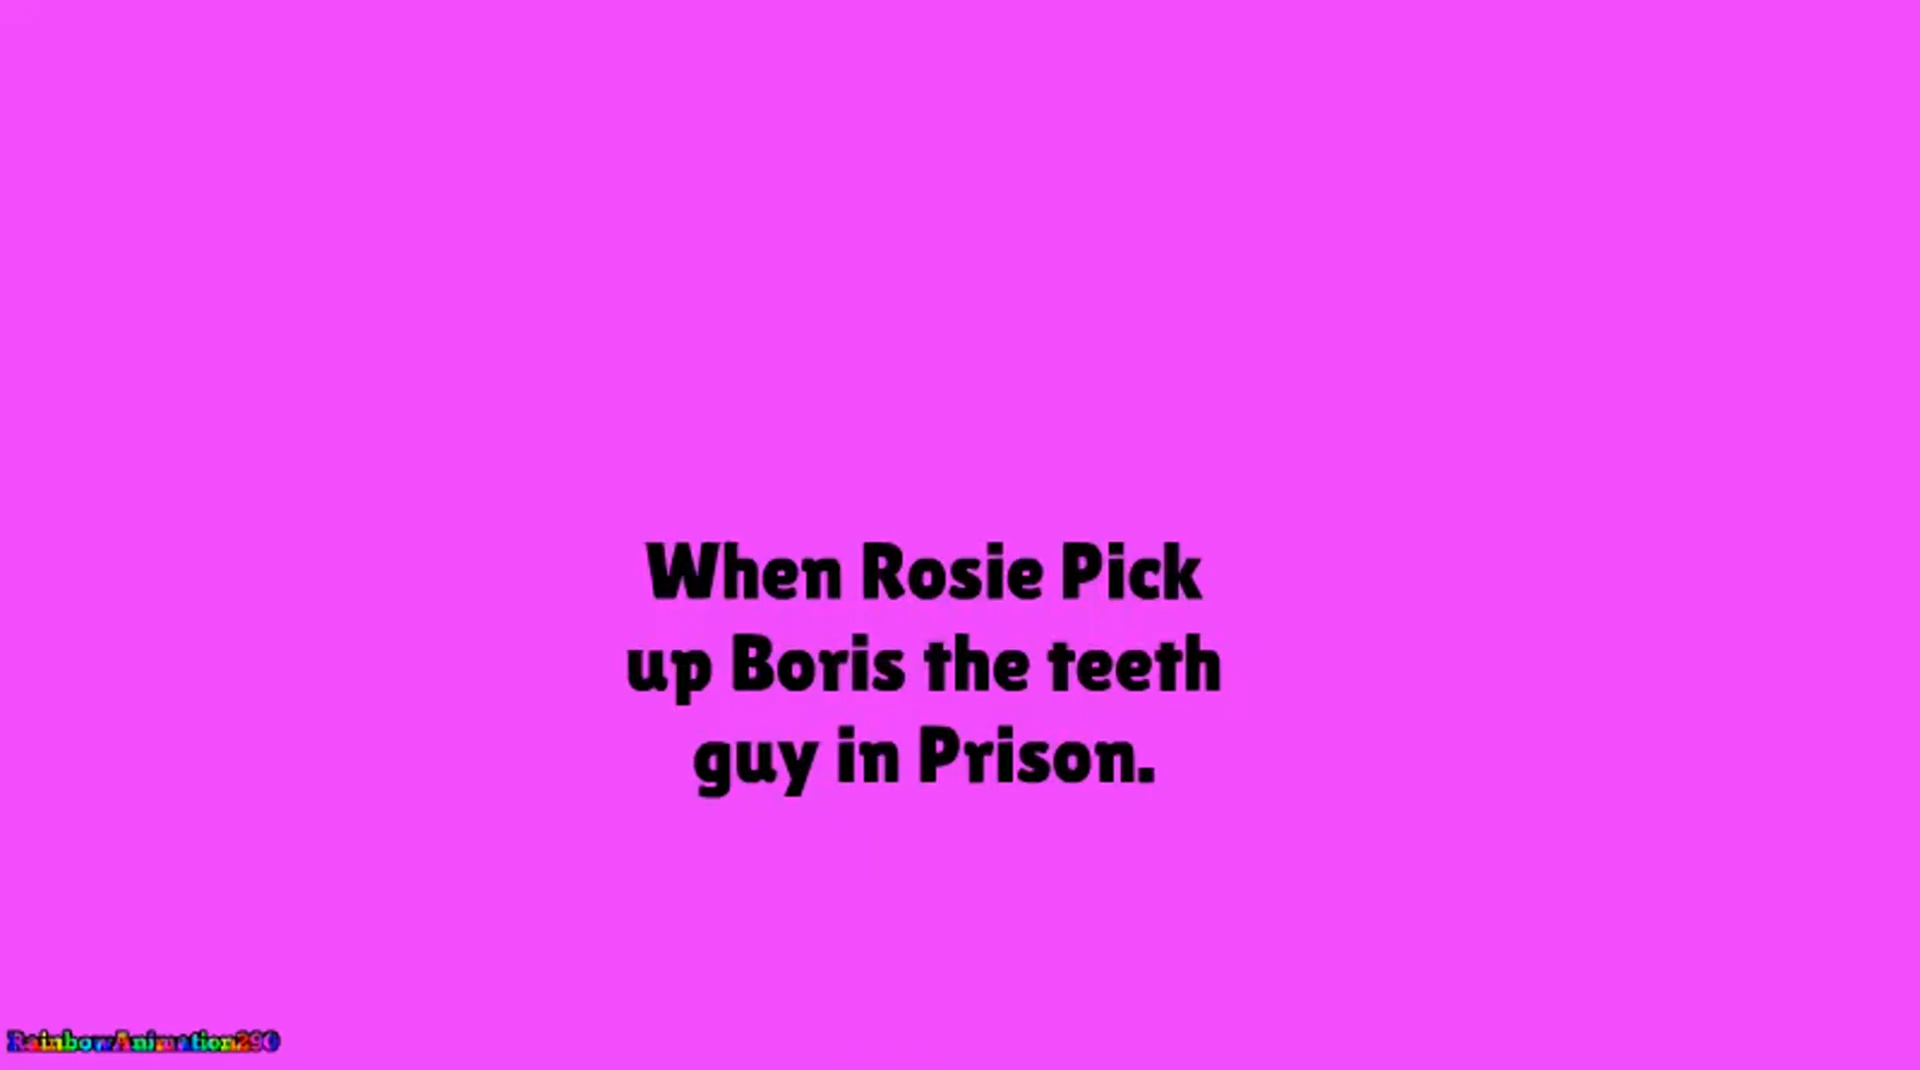 When Rosie Pick
up Boris the teeth
guy in Prison.
RainbowAnimation290